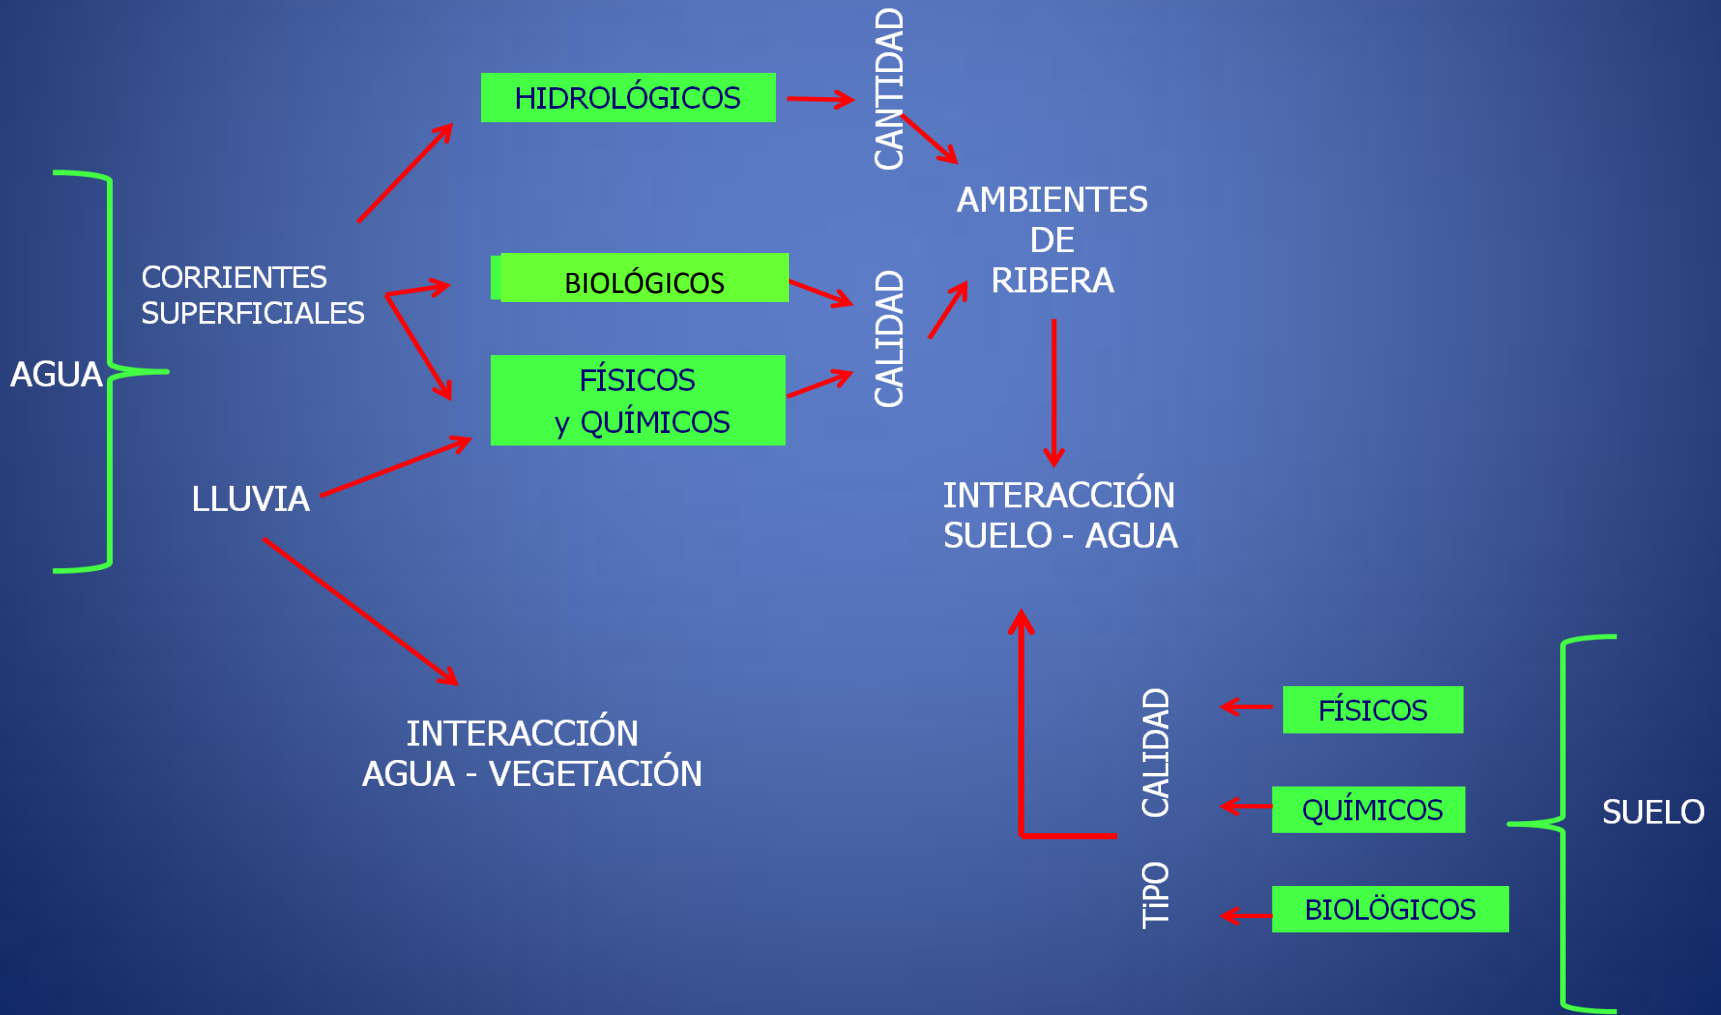 HIDROLÓGICOS
CANTIDAD
AMBIENTES
DE
RIBERA
CORRIENTES
SUPERFICIALES
BIOLÓGICOS
CALIDAD
AGUA
FÍSICOS
y QUÍMICOS
LLUVIA
INTERACCIÓN
SUELO - AGUA
INTERACCIÓN
AGUA - VEGETACIÓN
CALIDAD
FÍSICOS
QUÍMICOS
SUELO
TiPO
BIOLÖGICOS